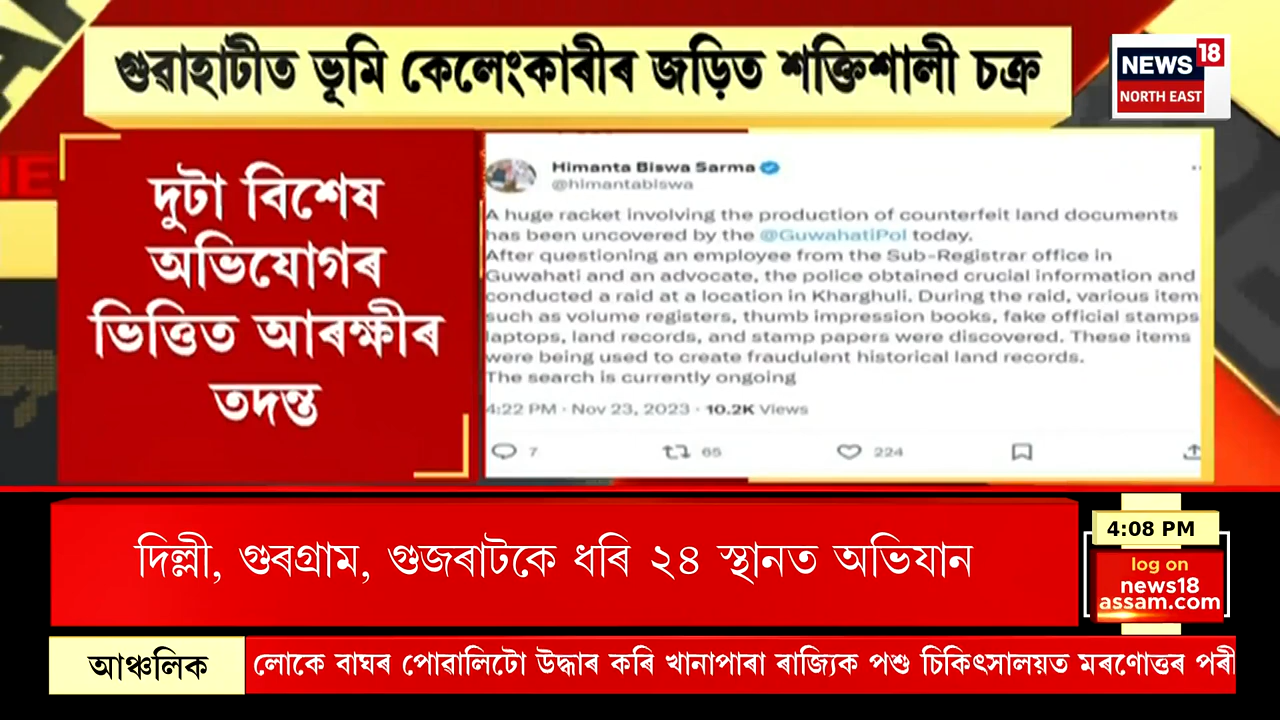 গুৱাহাটীত ভূমি কেলেংকাৰীৰ জড়িত শক্তিশালী চক্ৰ
NEWS 18
NORTH EAST
দুটা বিশেষ
অভিযোগৰ
ভিত্তিত আৰক্ষীৰ
তদন্ত
Himanta Biswa Sarma
@himantabiswa
A huge racket involving the production of counterfeit land documents
has been uncovered by the @GuwahatiPol today.
After questioning an employee from the Sub-Registrar office in
Guwahati and an advocate, the police obtained crucial information and
conducted a raid at a location in Kharghuli. During the raid, various item
such as volume registers, thumb impression books, fake official stamps
laptops, land records, and stamp papers were discovered. These items
were being used to create fraudulent historical land records.
The search is currently ongoing
4:22 PM · Nov 23, 2023 · 10.2K Views
7 65 224
দিল্লী, গুৰগ্ৰাম, গুজৰাটকে ধৰি ২৪ স্থানত অভিযান
4:08 PM
log on
news18
assam.com
আঞ্চলিক
লোকে বাঘৰ পোৱালিটো উদ্ধাৰ কৰি খানাপাৰা ৰাজ্যিক পশু চিকিৎসালয়ত মৰণোত্তৰ পৰী